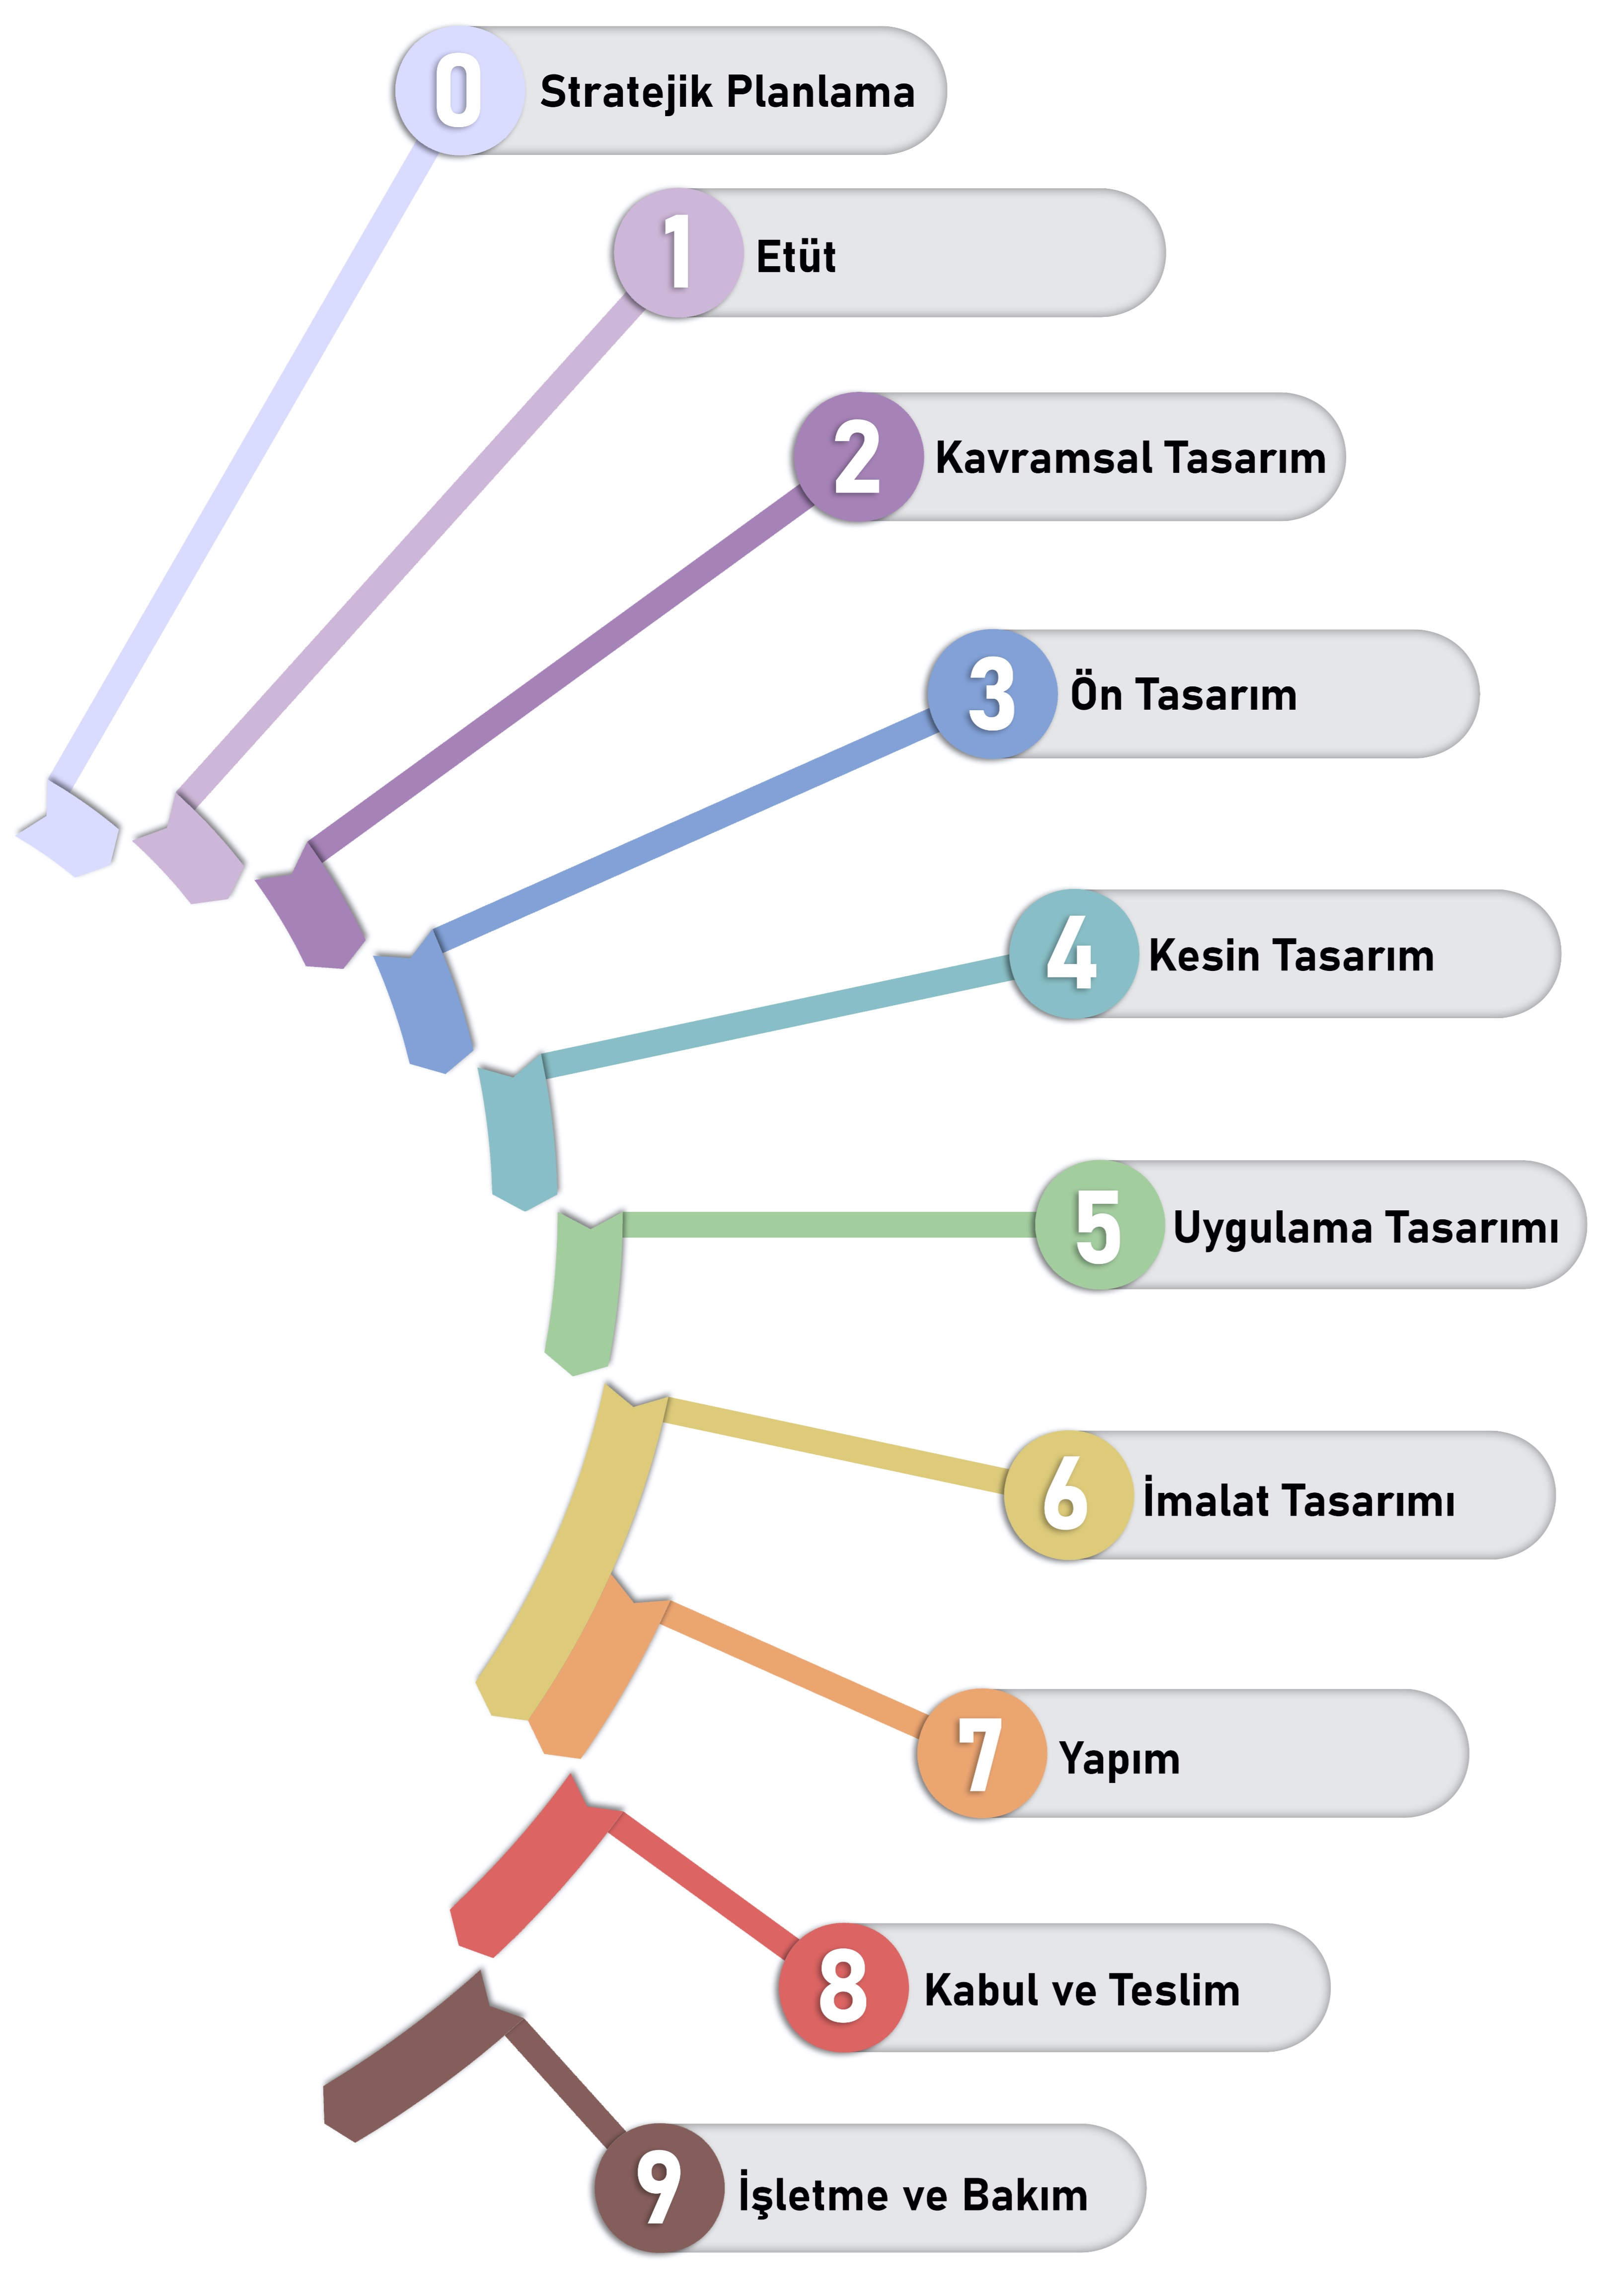 0 Stratejik Planlama
1 Etüt
2 Kavramsal Tasarım
3 Ön Tasarım
4 Kesin Tasarım
5 Uygulama Tasarımı
6 İmalat Tasarımı
7 Yapım
8 Kabul ve Teslim
9 İşletme ve Bakım